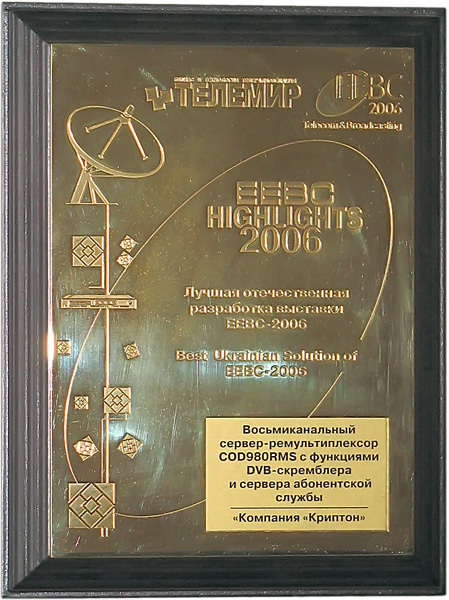 ТЕЛЕМИР
EEBC
2006
Telecom&Broadcasting
EEBC
HIGHLIGHTS
2006
Лучшая отечественная
разработка выставки
EEBC-2006
Best Ukrainian Solution of
EEBC-2006
Восьмиканальный
сервер-ремультиплексор
COD980RMS с функциями
DVB-скремблера
и сервера абонентской
службы
«Компания «Криптон»